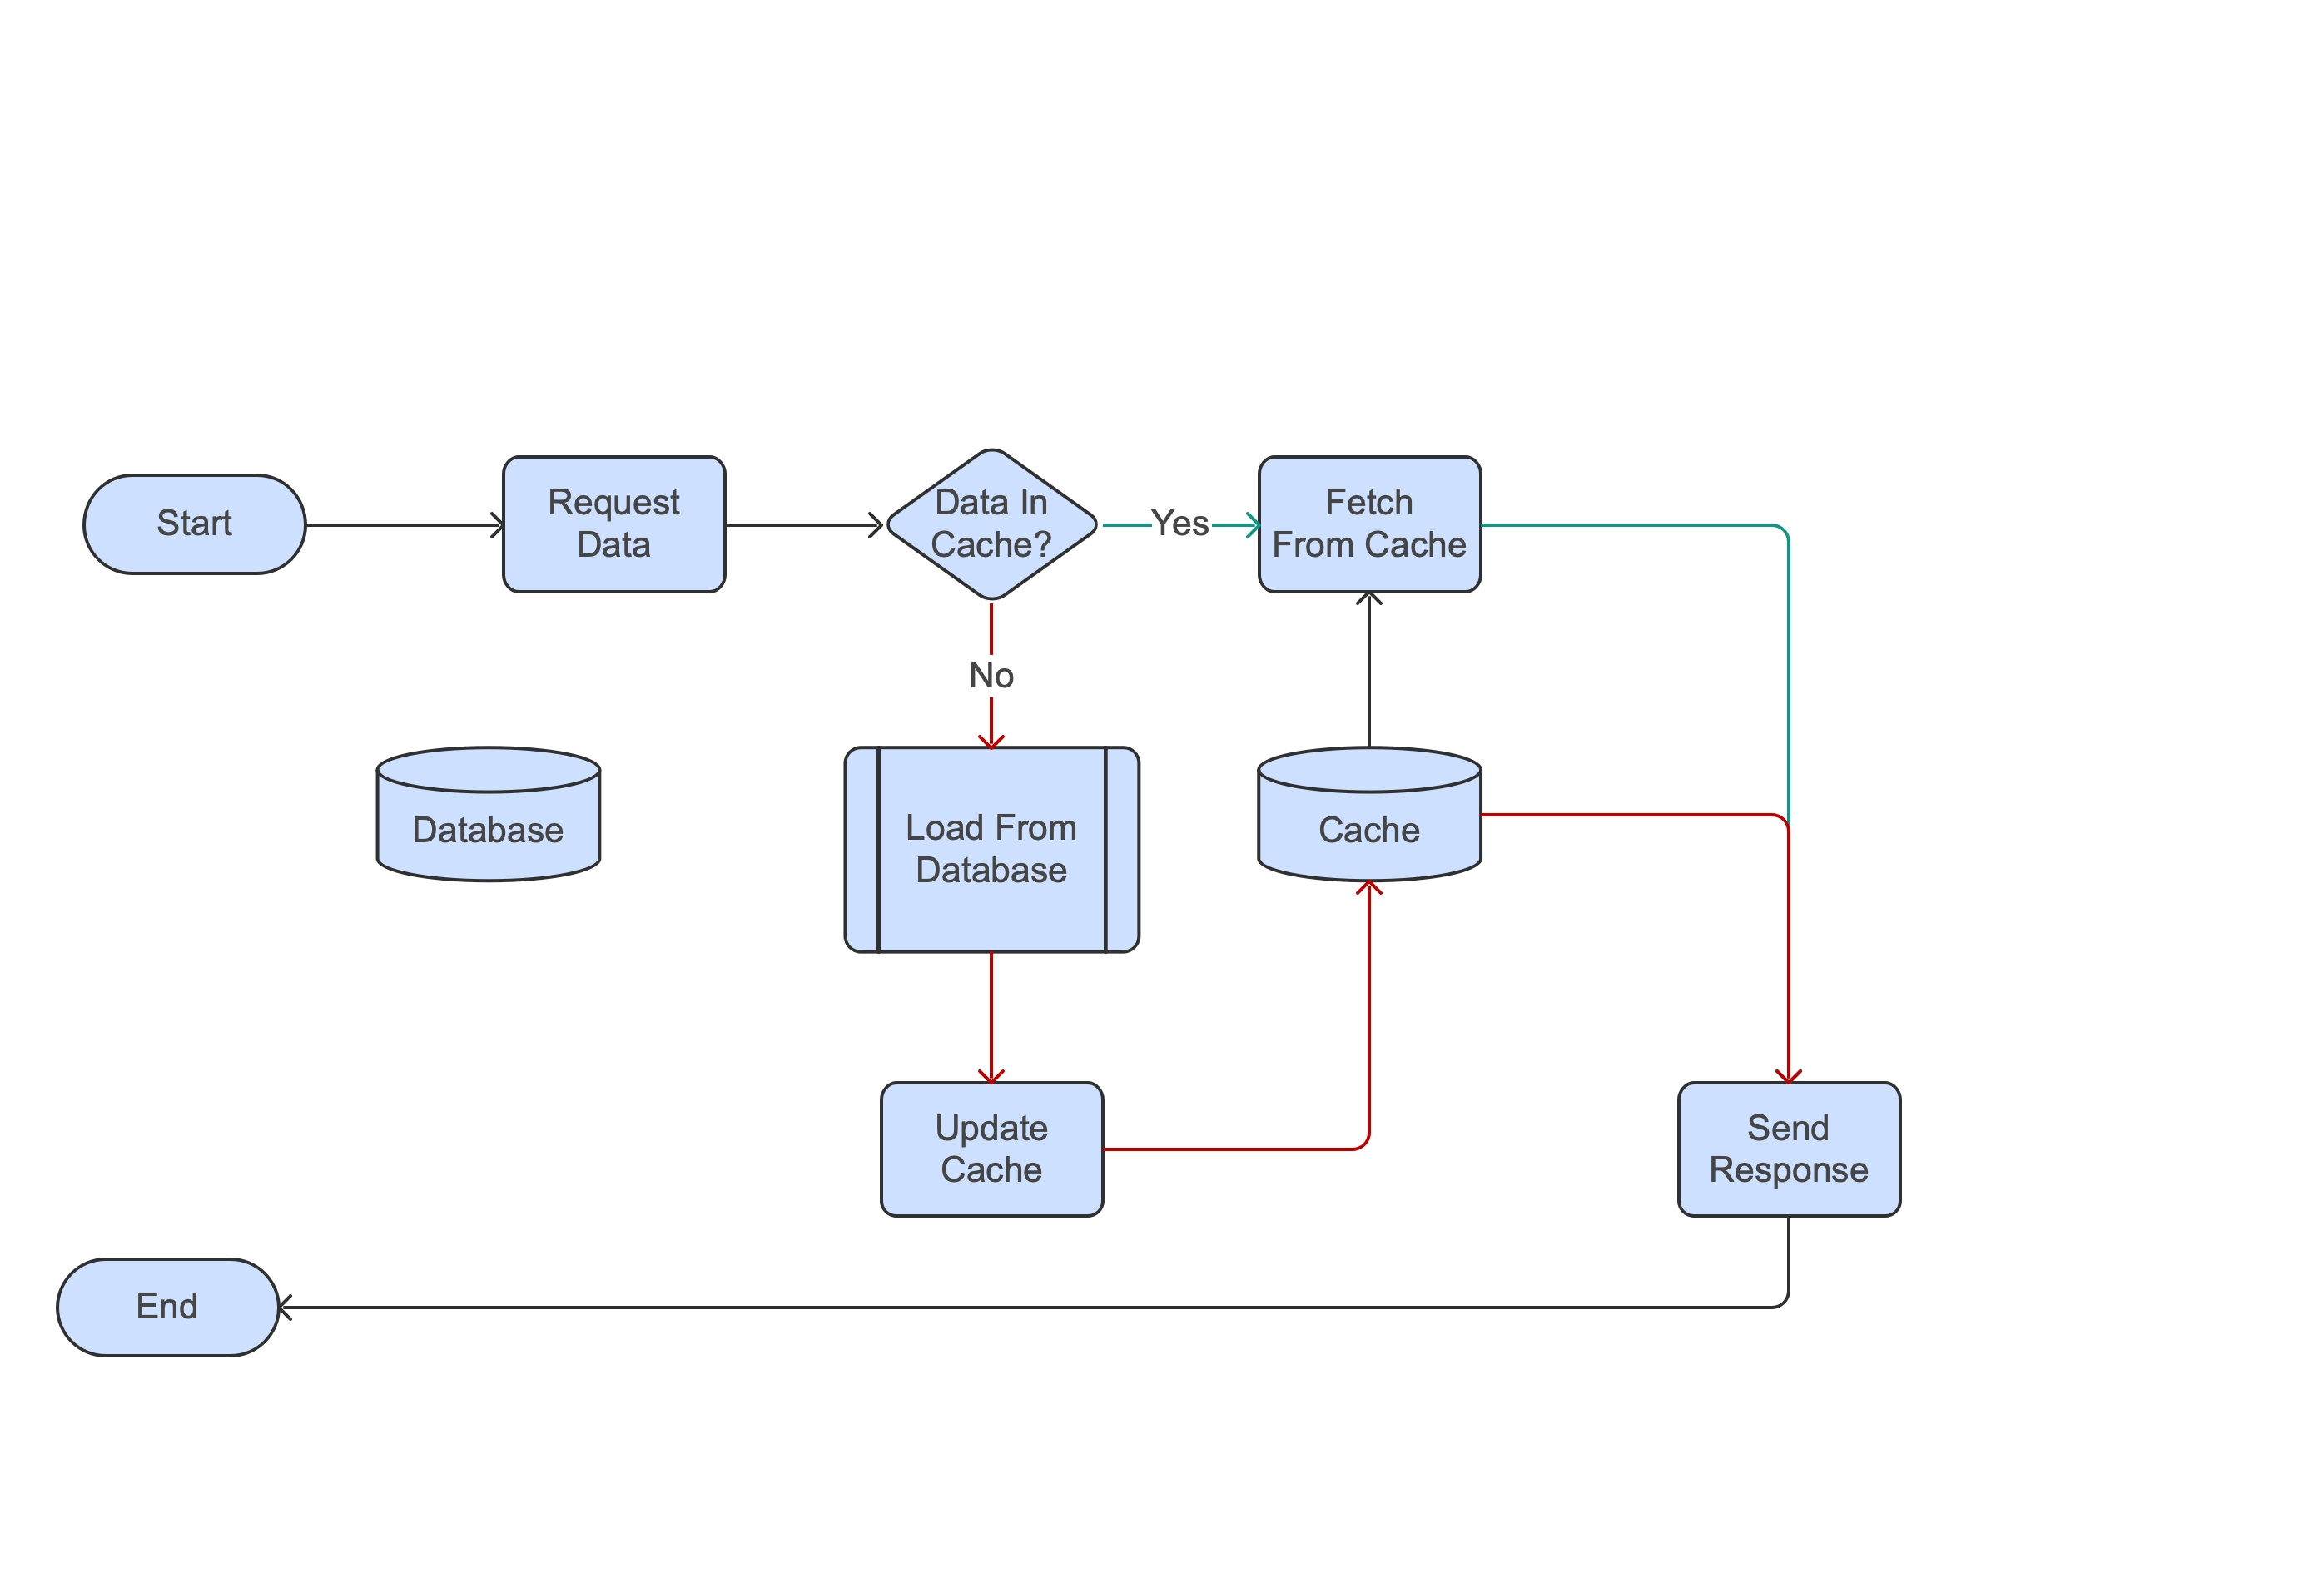 Start
Request
Data
Data In
Cache?
Yes
Fetch
From Cache
No
Database
Load From
Database
Cache
Update
Cache
Send
Response
End